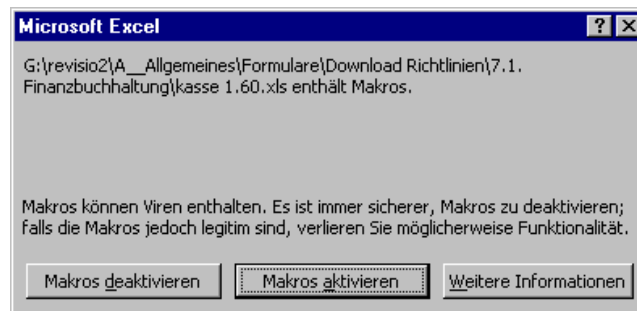 Microsoft Excel
G:\revisio2\A__Allgemeines\Formulare\Download Richtlinien\7.1.
Finanzbuchhaltung\kasse 1.60.xls enthält Makros.
Makros können Viren enthalten. Es ist immer sicherer, Makros zu deaktivieren;
falls die Makros jedoch legitim sind, verlieren Sie möglicherweise Funktionalität.
Makros deaktivieren Makros aktivieren Weitere Informationen